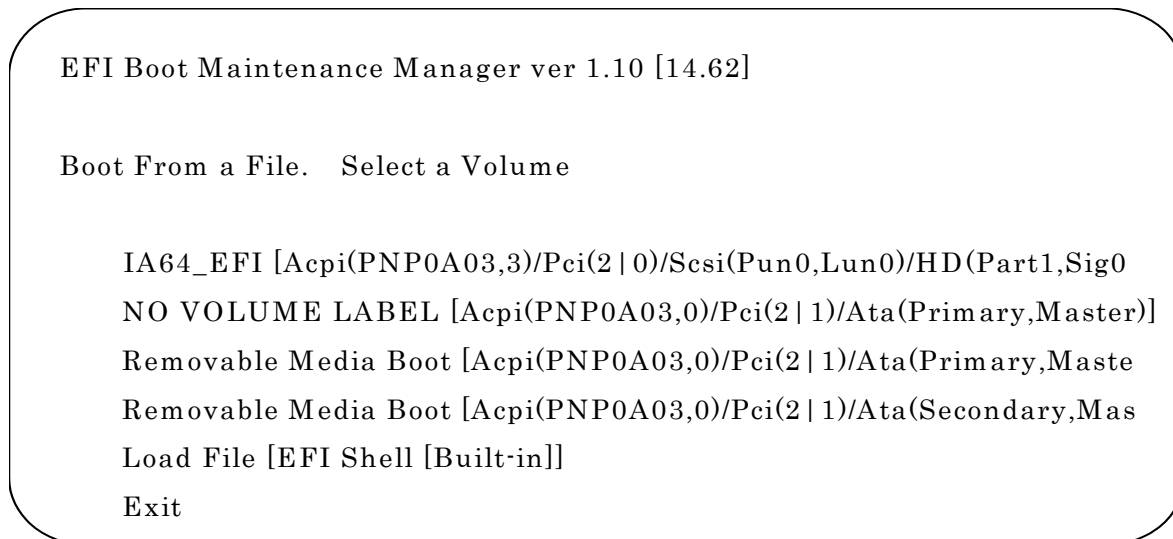 EFI Boot Maintenance Manager ver 1.10 [14.62]
Boot From a File. Select a Volume
IA64_EFI [Acpi(PNP0A03,3)/Pci(2|0)/Scsi(Pun0,Lun0)/HD(Part1,Sig0
NO VOLUME LABEL [Acpi(PNP0A03,0)/Pci(2|1)/Ata(Primary,Master)]
Removable Media Boot [Acpi(PNP0A03,0)/Pci(2|1)/Ata(Primary,Maste
Removable Media Boot [Acpi(PNP0A03,0)/Pci(2|1)/Ata(Secondary,Mas
Load File [EFI Shell [Built-in]]
Exit